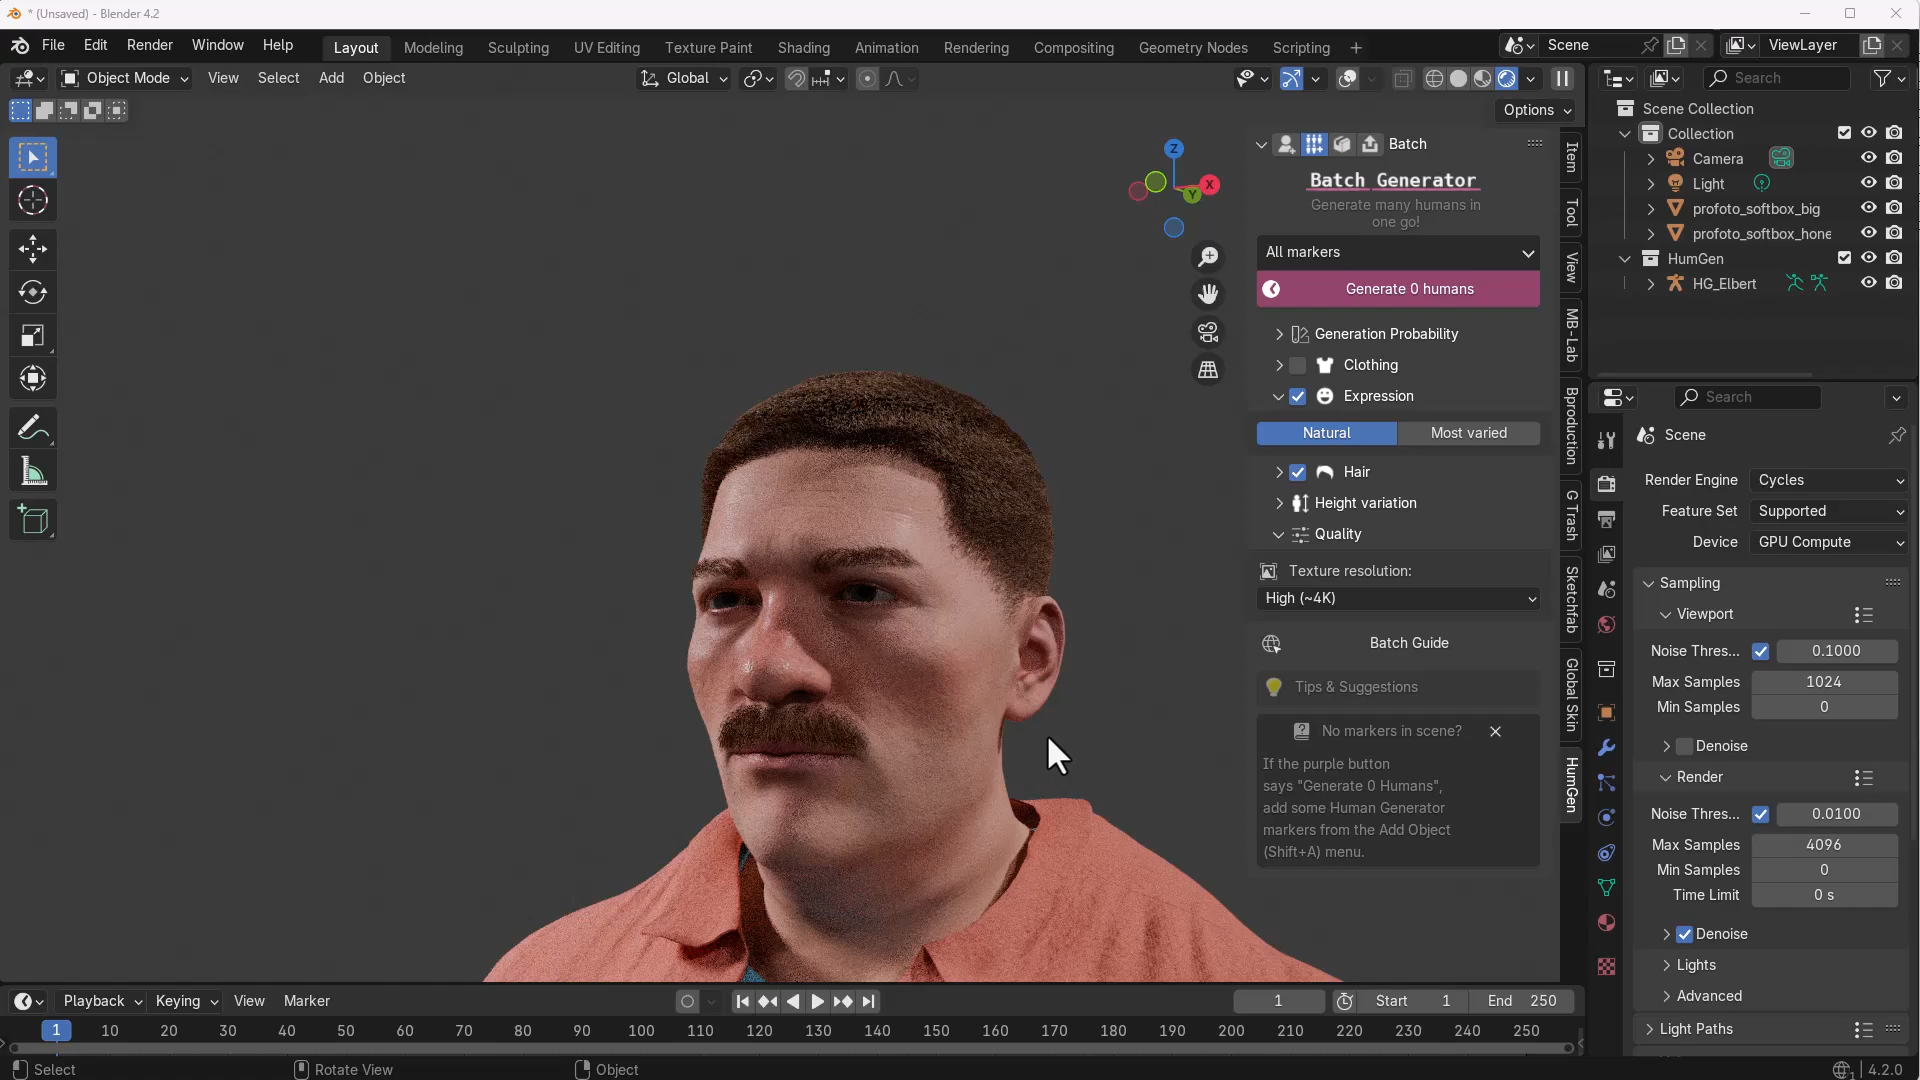 * (Unsaved) - Blender 4.2
File Edit Render Window Help
Layout Modeling Sculpting UV Editing Texture Paint Shading Animation Rendering Compositing Geometry Nodes Scripting
Scene
ViewLayer
Object Mode View Select Add Object
Global
Options
Batch
Batch Generator
Generate many humans in
one go!
All markers
Generate 0 humans
Generation Probability
Clothing
Expression
Natural Most varied
Hair
Height variation
Quality
Texture resolution:
High (~4K)
Batch Guide
Tips & Suggestions
No markers in scene?
If the purple button
says "Generate 0 Humans",
add some Human Generator
markers from the Add Object
(Shift+A) menu.
Z
X
Y
Item
Tool
View
MB-Lab
Bproduction
G Trash
Sketchfab
Global Skin
HumGen
Search
Scene Collection
Collection
Camera
Light
profoto_softbox_big
profoto_softbox_hone
HumGen
HG_Elbert
Search
Scene
Render Engine Cycles
Feature Set Supported
Device GPU Compute
Sampling
Viewport
Noise Thres... 0.1000
Max Samples 1024
Min Samples 0
Denoise
Render
Noise Thres... 0.0100
Max Samples 4096
Min Samples 0
Time Limit 0 s
Denoise
Lights
Advanced
Light Paths
Playback Keying View Marker
1 Start 1 End 250
1 10 20 30 40 50 60 70 80 90 100 110 120 130 140 150 160 170 180 190 200 210 220 230 240 250
Select Rotate View Object
4.2.0